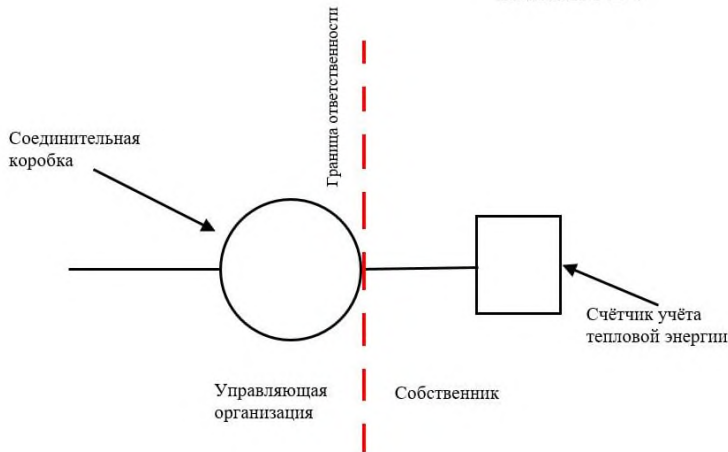 Граница ответственности
Соединительная
коробка
Счётчик учёта
тепловой энергии
Управляющая
организация
Собственник